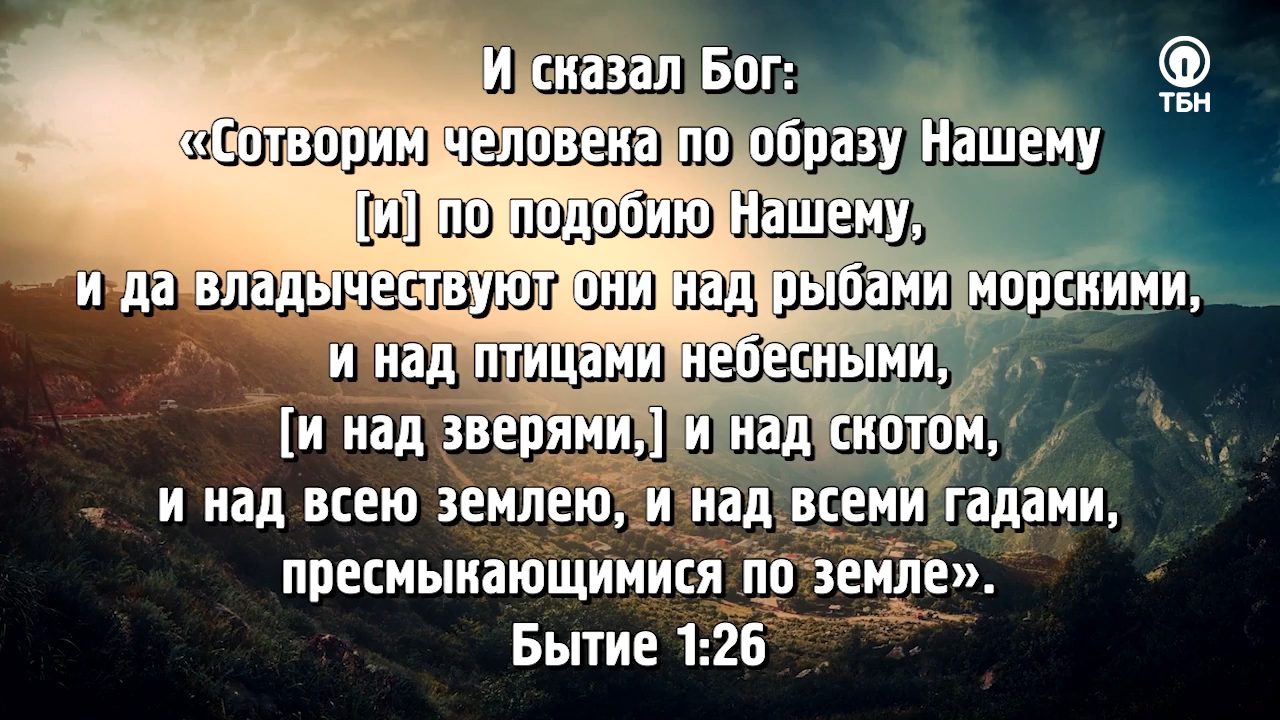 И сказал Бог:
«Сотворим человека по образу Нашему
[и] по подобию Нашему,
и да владычествуют они над рыбами морскими,
и над птицами небесными,
[и над зверями,] и над скотом,
и над всею землею, и над всеми гадами,
пресмыкающимися по земле».
Бытие 1:26
ТБН